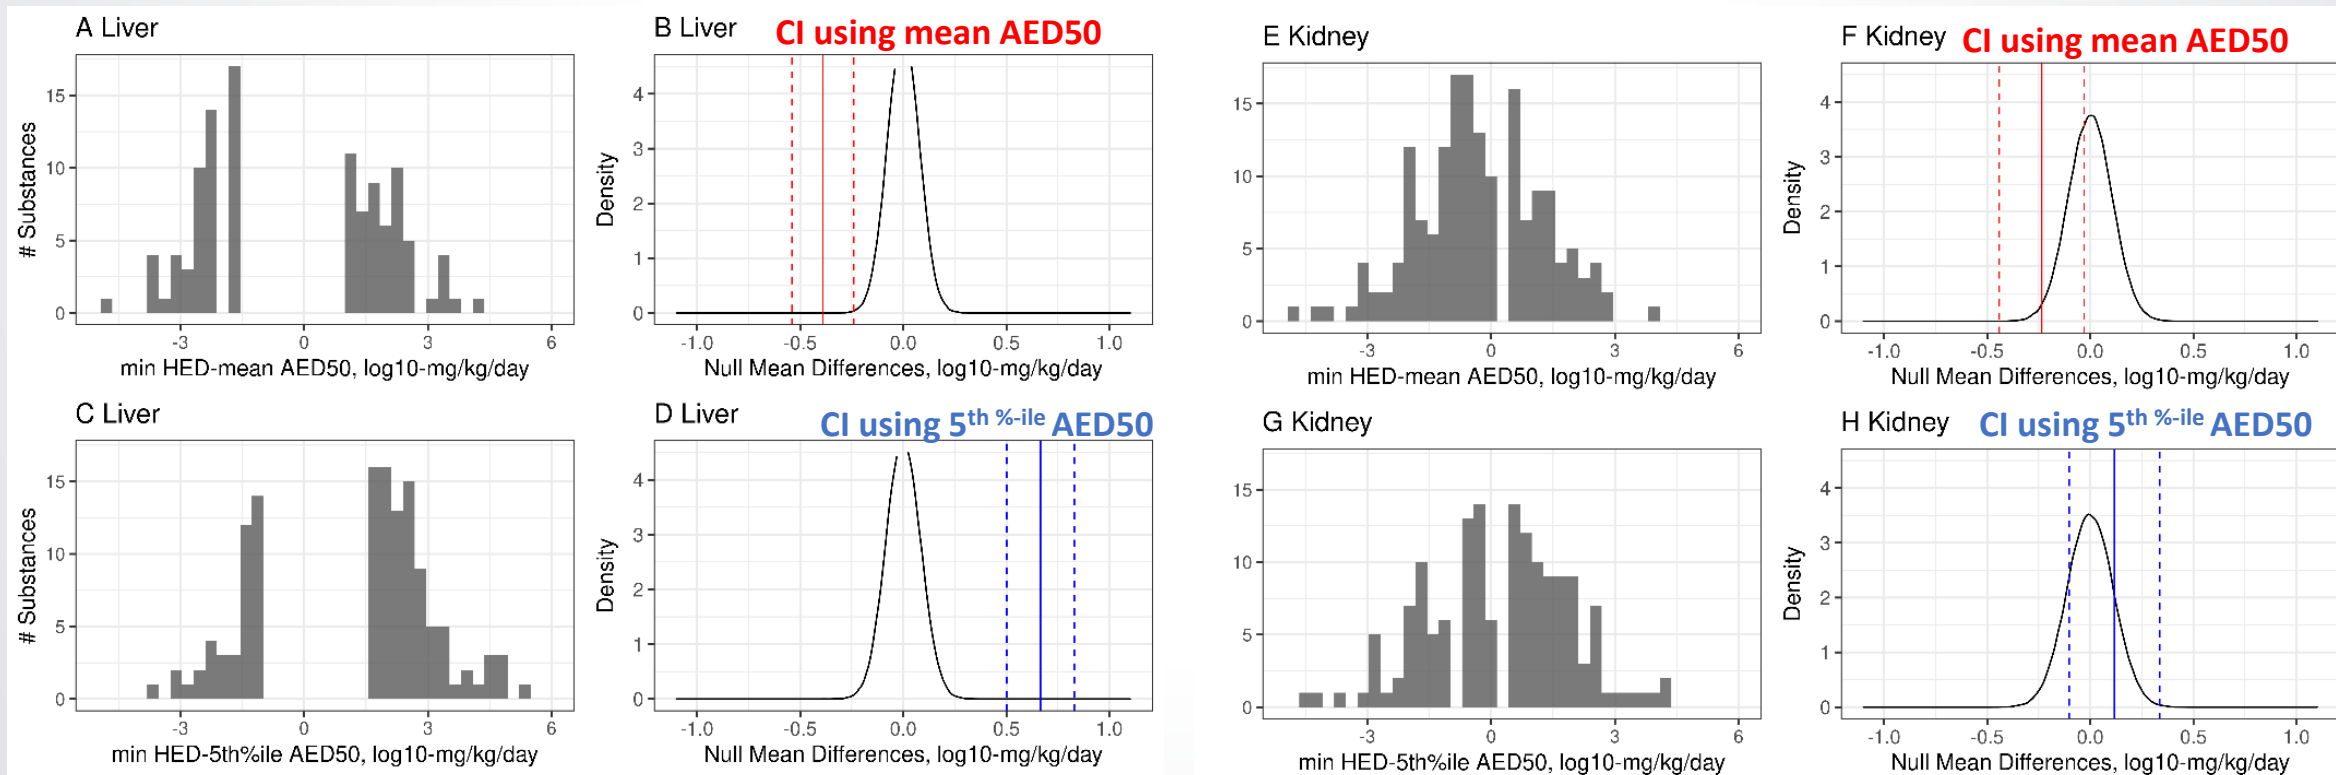 A Liver
# Substances
15
10
5
0
-3
0
3
6
min HED-mean AED50, log10-mg/kg/day
B Liver
CI using mean AED50
Density
4
3
2
1
0
-1.0
-0.5
0.0
0.5
1.0
Null Mean Differences, log10-mg/kg/day
E Kidney
15
10
5
0
-3
0
3
6
min HED-mean AED50, log10-mg/kg/day
F Kidney
CI using mean AED50
Density
4
3
2
1
0
-1.0
-0.5
0.0
0.5
1.0
Null Mean Differences, log10-mg/kg/day
C Liver
# Substances
15
10
5
0
-3
0
3
6
min HED-5th%ile AED50, log10-mg/kg/day
D Liver
CI using 5th %-ile AED50
Density
4
3
2
1
0
-1.0
-0.5
0.0
0.5
1.0
Null Mean Differences, log10-mg/kg/day
G Kidney
15
10
5
0
-3
0
3
6
min HED-5th%ile AED50, log10-mg/kg/day
H Kidney
CI using 5th %-ile AED50
Density
4
3
2
1
0
-1.0
-0.5
0.0
0.5
1.0
Null Mean Differences, log10-mg/kg/day